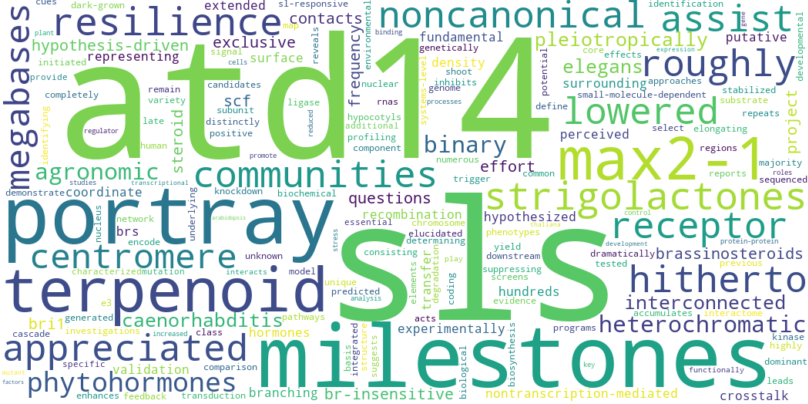 cues dark-grown extended sl-responsive noncanonical assist identification
resilience contacts map
hypothesis-driven exclusive pleiotropically putative
representing surface fundamental core effects
megabases plant initiated signal reveals genetically density elegans roughly
atd14
provide cells frequency environmental inhibits shoot surrounding approaches
completely remain candidates scf nuclear genome small-molecule-dependent
regulator variety subunit ligase rnas systems-level potential define stabilized substrate
late distinctly hypocotyls additional lowered repeats project
identifying human steroid positive profiling binary perceived elongating
promote reduced component numerous trigger common select regions majority
agronomic communities effort max2-1 reports roles sequenced
demonstrate studies transcriptional knockdown biochemical
coordinate questions strigolactones
portray sls
network underlying recombination hypothesized receptor
nucleus brs arabidopsis essential chromosome elucidated phenotypes control thaliana
encode unknown stress consisting determining yield downstream development protein-protein
centromere interacts model elements transfer degradation play suppressing screens tested dramatically brassinosteroids
characterized mutation unique coding hundreds evidence accumulates interactome previous
terpenoid e3 predicted analysis hitherto
cascade generated pathways acts biosynthesis programs interconnected
bri1 caenorhabditis increased experimentally heterochromatic
investigations class hormones basis integrated structure suggests biological kinase highly
appreciated milestones
specific validation comparison key functionally dominant
mutant factors phytohormones enhances feedback transduction branching br-insensitive nontranscription-mediated leads crosstalk
binding expression processes gene developmental